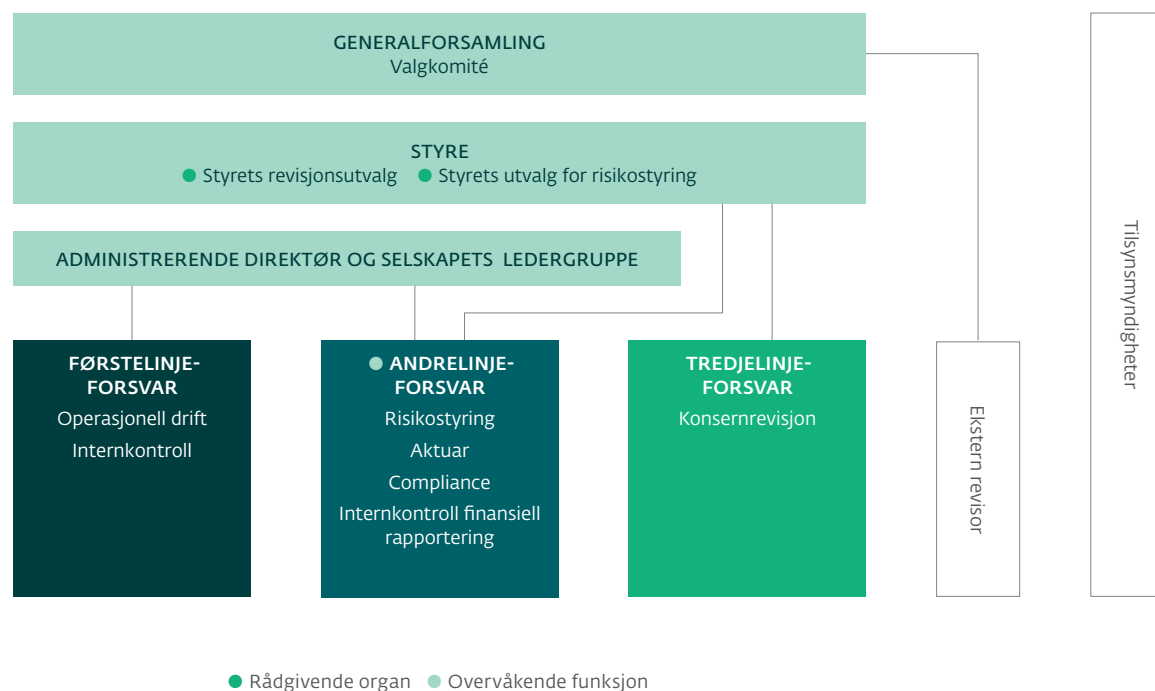 GENERALFORSAMLING
Valgkomité
STYRE
Styrets revisjonsutvalg Styrets utvalg for risikostyring
ADMINISTRERENDE DIREKTØR OG SELSKAPETS LEDERGRUPPE
FØRSTELINJE-
FORSVAR
Operasjonell drift
Internkontroll
ANDRELINJE-
FORSVAR
Risikostyring
Aktuar
Compliance
Internkontroll finansiell
rapportering
TREDJELINJE-
FORSVAR
Konsernrevisjon
Ekstern revisor
Tilsynsmyndigheter
Rådgivende organ Overvåkende funksjon